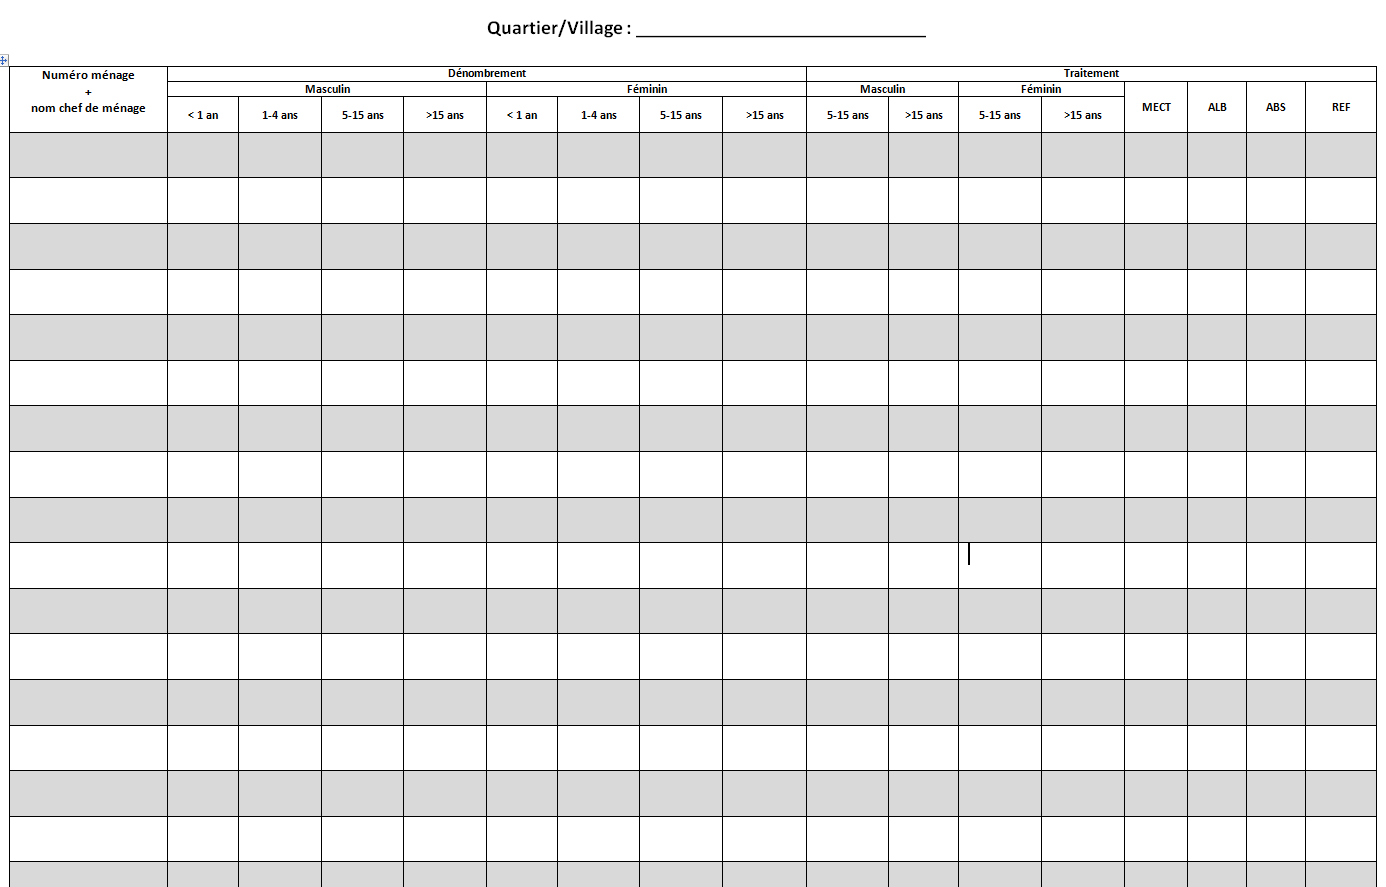 Quartier/Village : ____________________________
Numéro ménage
+
nom chef de ménage
Dénombrement
Traitement
Masculin
Féminin
Masculin
Féminin
MECT
ALB
ABS
REF
< 1 an
1-4 ans
5-15 ans
>15 ans
< 1 an
1-4 ans
5-15 ans
>15 ans
5-15 ans
>15 ans
5-15 ans
>15 ans